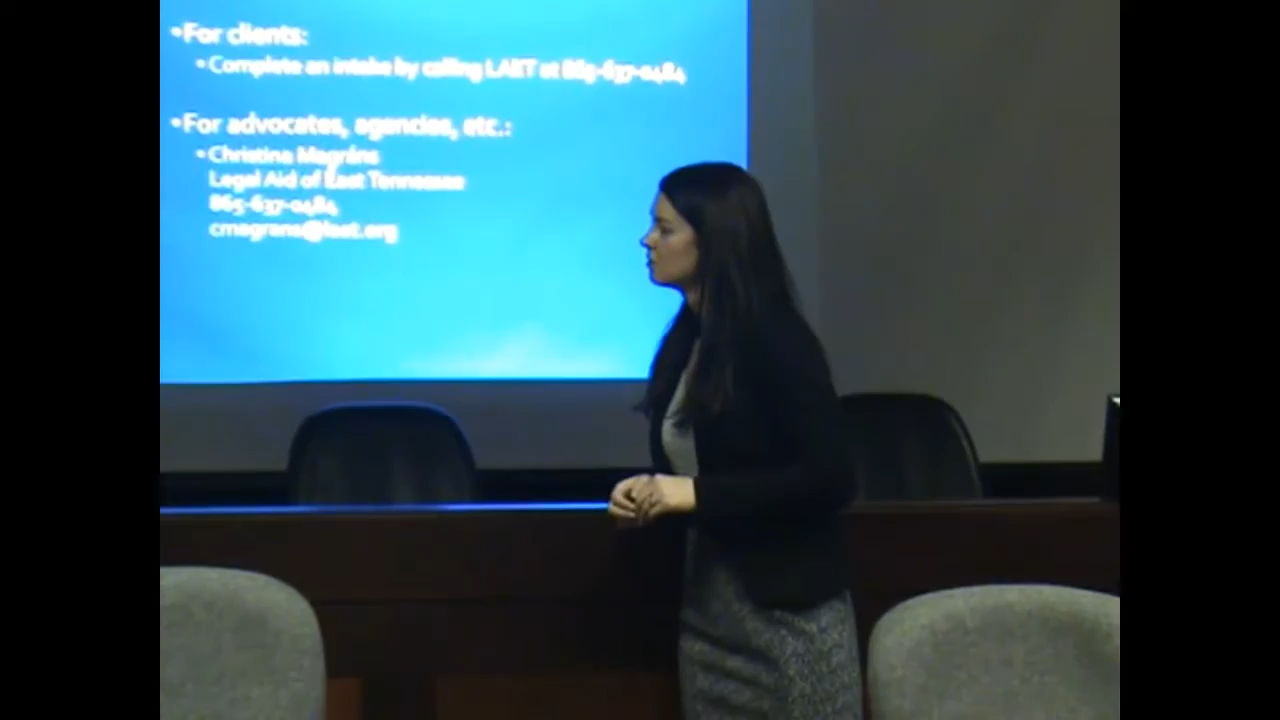 •For clients:
•Complete an intake by calling LAET at 865-637-0484
•For advocates, agencies, etc.:
•Christina Magráns
Legal Aid of East Tennessee
865-637-0484
cmagrans@laet.org